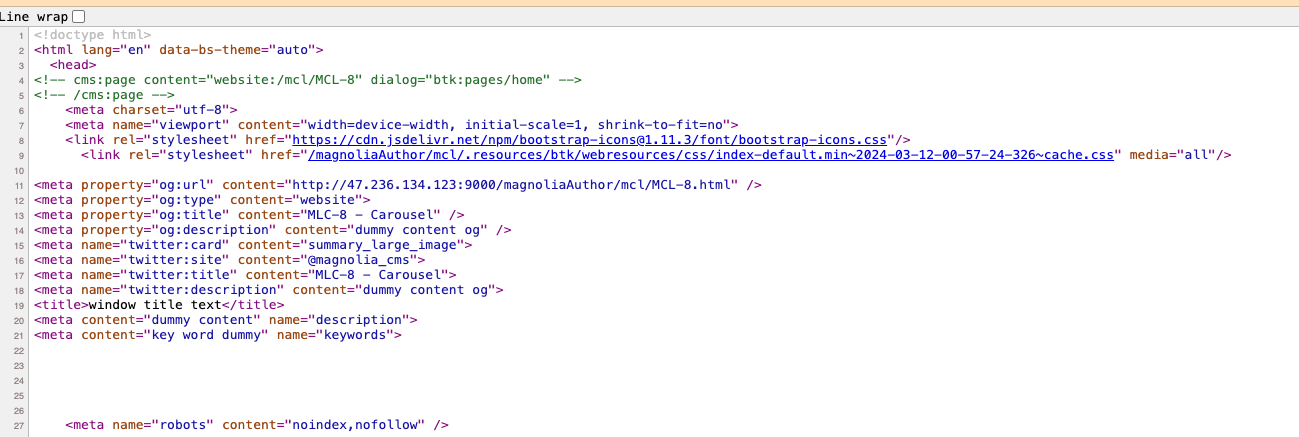 Line wrap
1 <!doctype html>
2 <html lang="en" data-bs-theme="auto">
3 <head>
4 <!-- cms:page content="website:/mcl/MCL-8" dialog="btk:pages/home" -->
5 <!-- /cms:page -->
6 <meta charset="utf-8">
7 <meta name="viewport" content="width=device-width, initial-scale=1, shrink-to-fit=no">
8 <link rel="stylesheet" href="https://cdn.jsdelivr.net/npm/bootstrap-icons@1.11.3/font/bootstrap-icons.css"/>
9 <link rel="stylesheet" href="/magnoliaAuthor/mcl/.resources/btk/webresources/css/index-default.min~2024-03-12-00-57-24-326~cache.css" media="all"/>
10
11 <meta property="og:url" content="http://47.236.134.123:9000/magnoliaAuthor/mcl/MCL-8.html" />
12 <meta property="og:type" content="website">
13 <meta property="og:title" content="MLC-8 - Carousel" />
14 <meta property="og:description" content="dummy content og" />
15 <meta name="twitter:card" content="summary_large_image">
16 <meta name="twitter:site" content="@magnolia_cms">
17 <meta name="twitter:title" content="MLC-8 - Carousel">
18 <meta name="twitter:description" content="dummy content og">
19 <title>window title text</title>
20 <meta content="dummy content" name="description">
21 <meta content="key word dummy" name="keywords">
22
23
24
25
26
27 <meta name="robots" content="noindex,nofollow" />